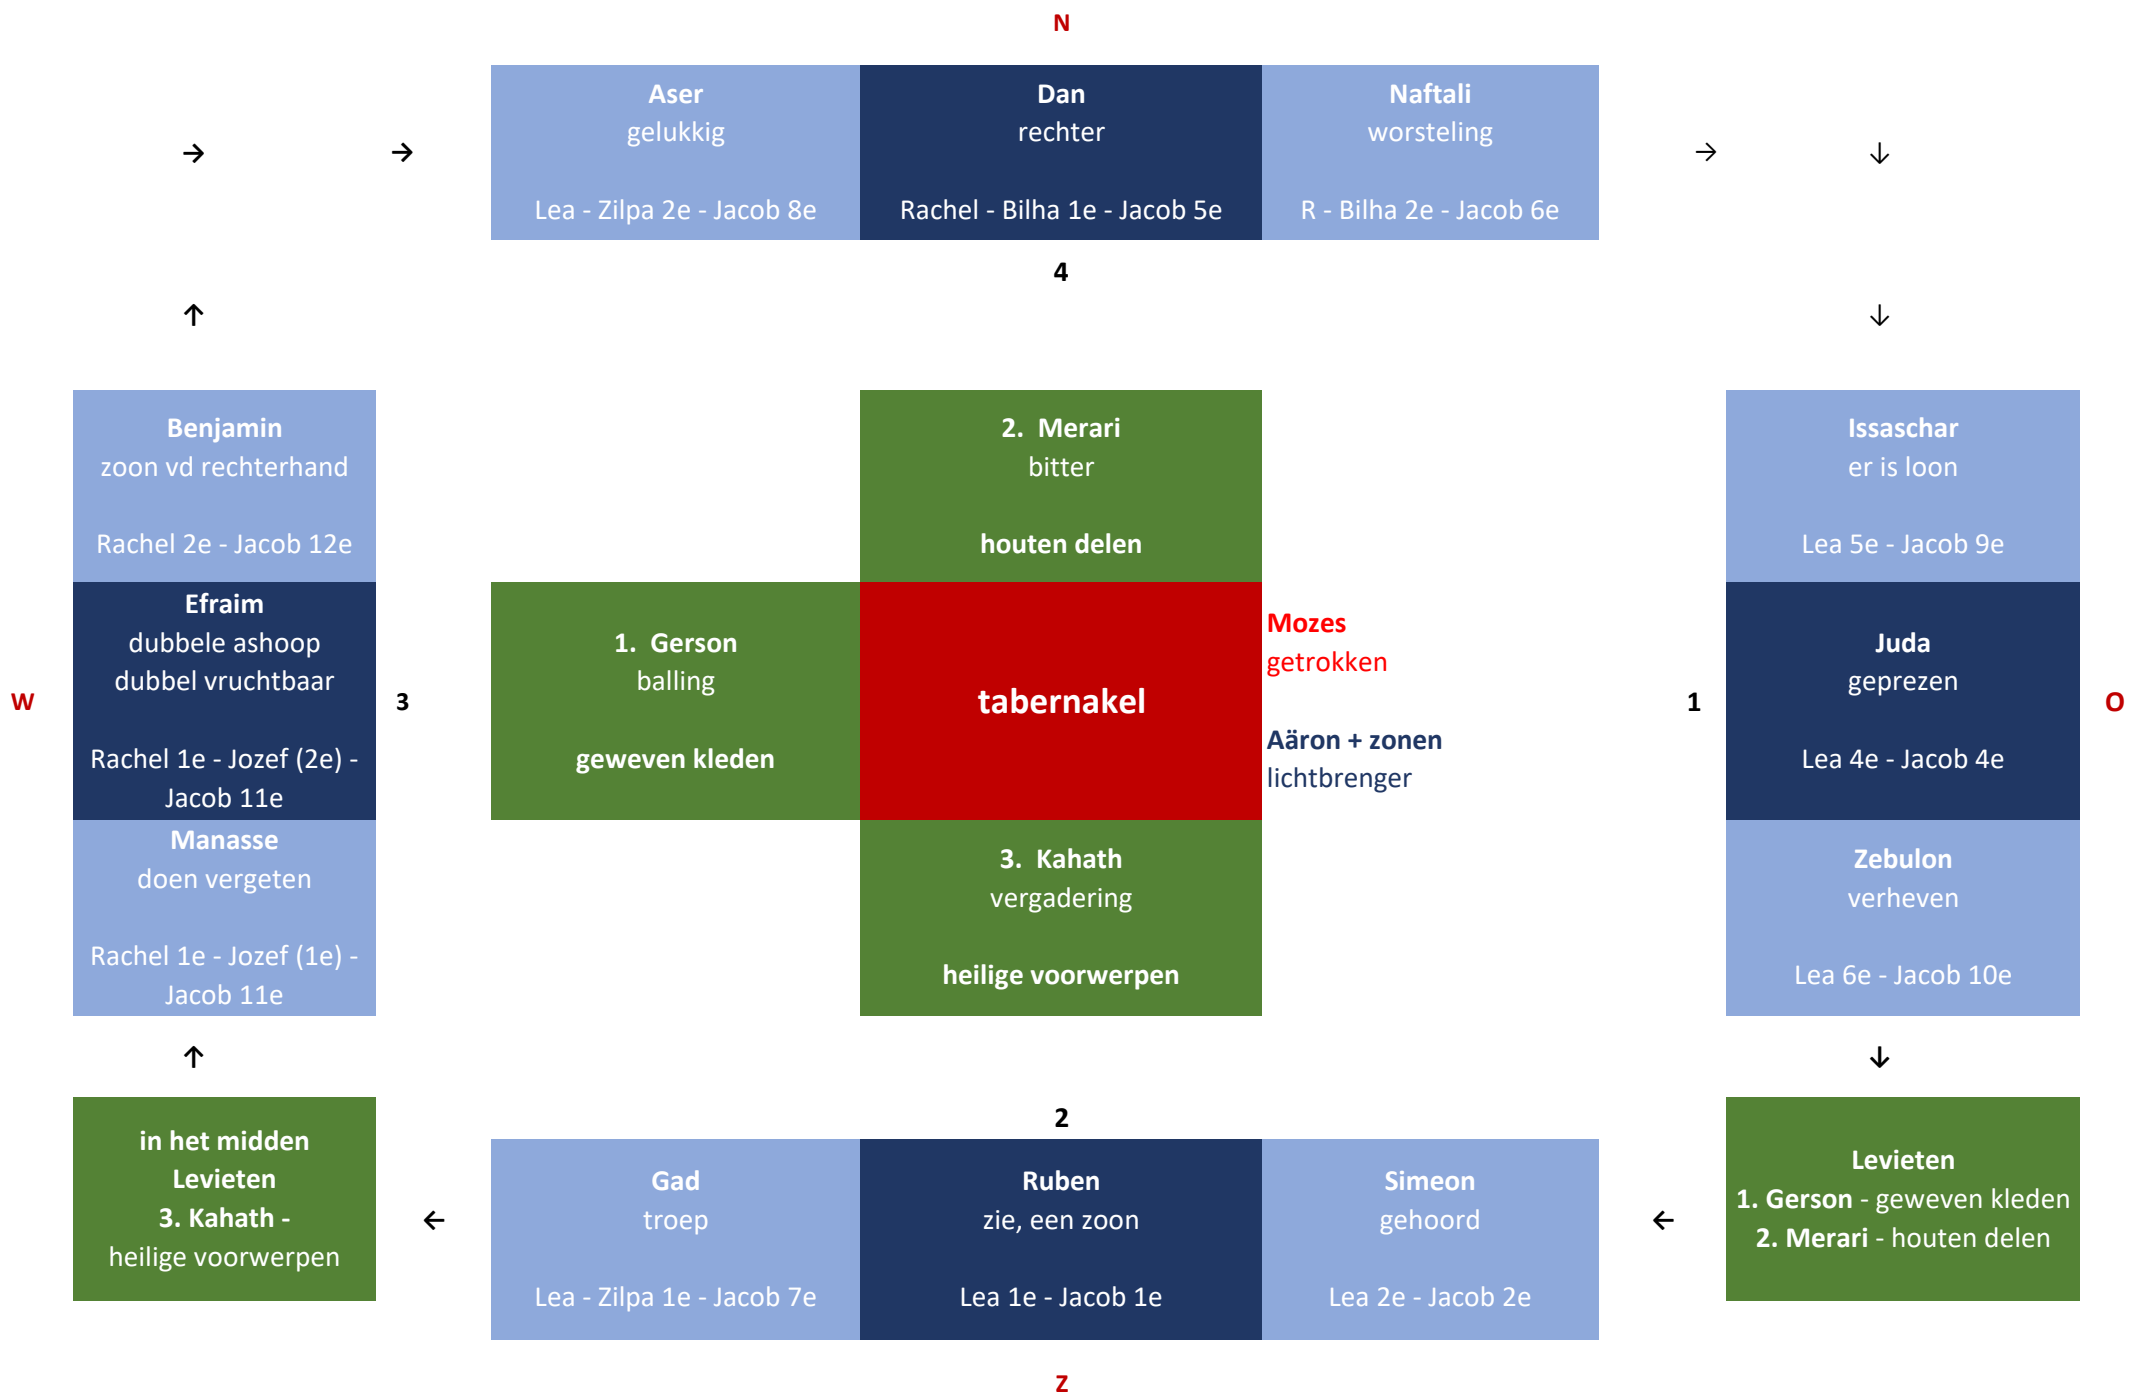 N
Aser
gelukkig
Lea - Zilpa 2e - Jacob 8e
Dan
rechter
Rachel - Bilha 1e - Jacob 5e
Naftali
worsteling
R - Bilha 2e - Jacob 6e
→
→
→
↓
4
↑
↓
Benjamin
zoon vd rechterhand
Rachel 2e - Jacob 12e
2. Merari
bitter
houten delen
Issaschar
er is loon
Lea 5e - Jacob 9e
W
Efraim
dubbele ashoop
dubbel vruchtbaar
Rachel 1e - Jozef (2e) -
Jacob 11e
3
1. Gerson
balling
geweven kleden
tabernakel
Mozes
getrokken
Aäron + zonen
lichtbrenger
1
Juda
geprezen
Lea 4e - Jacob 4e
O
Manasse
doen vergeten
Rachel 1e - Jozef (1e) -
Jacob 11e
3. Kahath
vergadering
heilige voorwerpen
Zebulon
verheven
Lea 6e - Jacob 10e
↑
↓
in het midden
Levieten
3. Kahath -
heilige voorwerpen
←
2
Gad
troep
Lea - Zilpa 1e - Jacob 7e
Ruben
zie, een zoon
Lea 1e - Jacob 1e
Simeon
gehoord
Lea 2e - Jacob 2e
←
Levieten
1. Gerson - geweven kleden
2. Merari - houten delen
Z